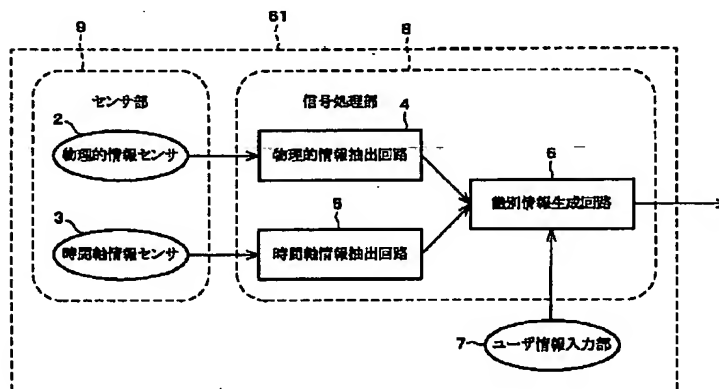 9
61
8
センサ部
信号処理部
2
物理的情報センサ
4
物理的情報抽出回路
6
識別情報生成回路
3
時間軸情報センサ
5
時間軸情報抽出回路
7
ユーザ情報入力部